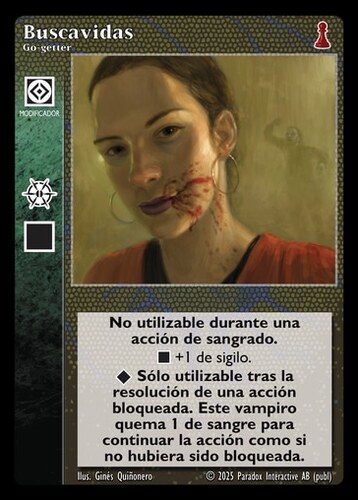 Buscavidas
Go-getter
MODIFICADOR
No utilizable durante una
acción de sangrado.
+1 de sigilo.
Sólo utilizable tras la
resolución de una acción
bloqueada. Este vampiro
quema 1 de sangre para
continuar la acción como si
no hubiera sido bloqueada.
Ilus. Ginés Quiñonero
© 2025 Paradox Interactive AB (publ)